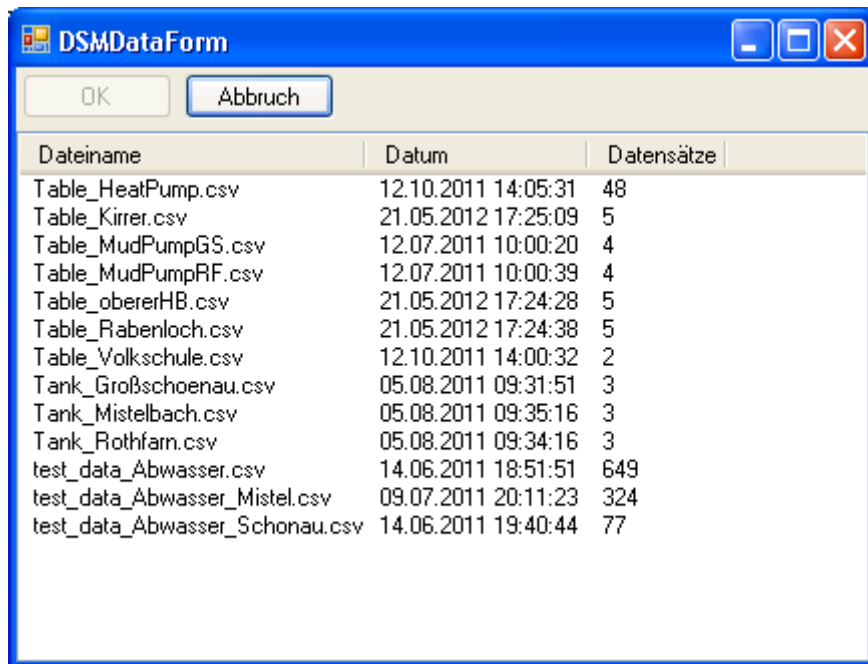 DSMDataForm
OK Abbruch
Dateiname Datum Datensätze
Table_HeatPump.csv 12.10.2011 14:05:31 48
Table_Kirrer.csv 21.05.2012 17:25:09 5
Table_MudPumpGS.csv 12.07.2011 10:00:20 4
Table_MudPumpRF.csv 12.07.2011 10:00:39 4
Table_obererHB.csv 21.05.2012 17:24:28 5
Table_Rabenloch.csv 21.05.2012 17:24:38 5
Table_Volkschule.csv 12.10.2011 14:00:32 2
Tank_Großschoenau.csv 05.08.2011 09:31:51 3
Tank_Mistelbach.csv 05.08.2011 09:35:16 3
Tank_Rothfarn.csv 05.08.2011 09:34:16 3
test_data_Abwasser.csv 14.06.2011 18:51:51 649
test_data_Abwasser_Mistel.csv 09.07.2011 20:11:23 324
test_data_Abwasser_Schonau.csv 14.06.2011 19:40:44 77